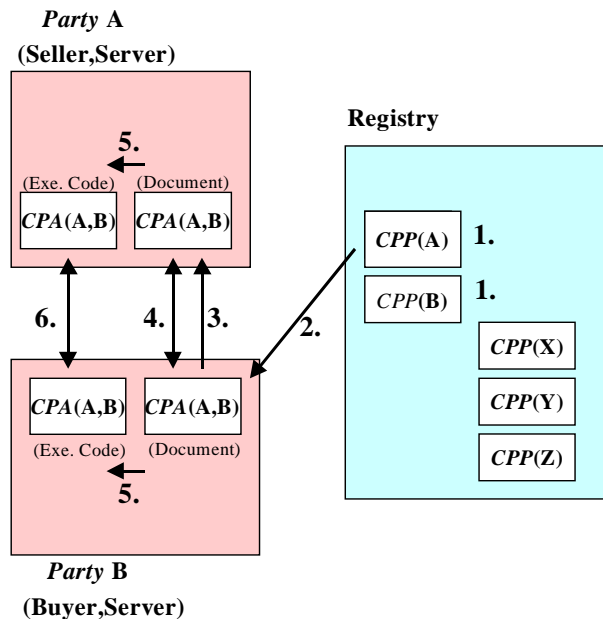 Party A
(Seller,Server)
5.
(Exe. Code) (Document)
CPA(A,B) CPA(A,B)
6. 4. 3.
CPA(A,B) CPA(A,B)
(Exe. Code) (Document)
5.
Party B
(Buyer,Server)
2.
Registry
CPP(A) 1.
CPP(B) 1.
CPP(X)
CPP(Y)
CPP(Z)